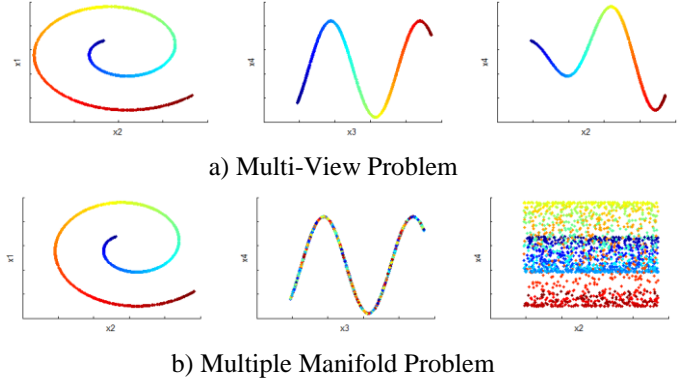 x1
x2
x4
x3
x4
x2
a) Multi-View Problem
x1
x2
x4
x3
x4
x2
b) Multiple Manifold Problem